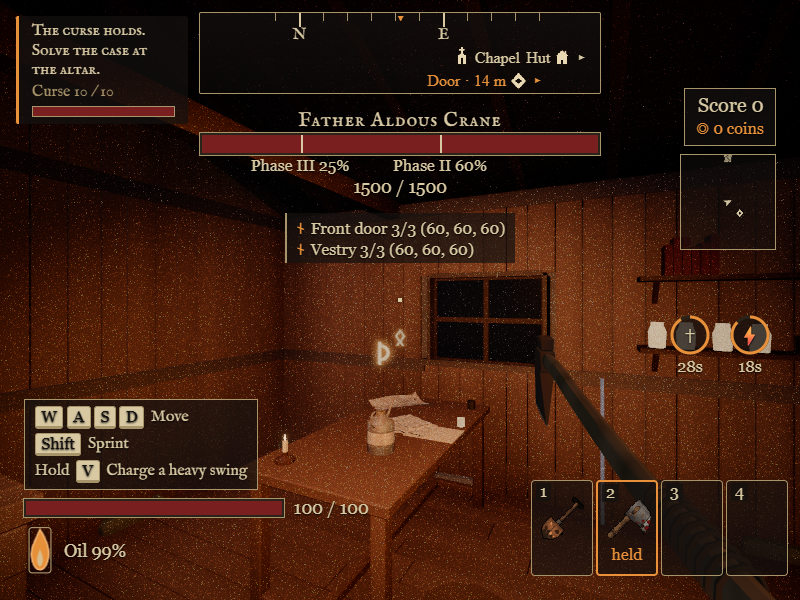 The curse holds.
Solve the case at
the altar.
Curse 10/10
N
E
Chapel Hut
Door · 14 m
Father Aldous Crane
Phase III 25%
Phase II 60%
1500 / 1500
Score 0
0 coins
Front door 3/3 (60, 60, 60)
Vestry 3/3 (60, 60, 60)
ᚹ ᛟ
28s
18s
W A S D Move
Shift Sprint
Hold V Charge a heavy swing
100 / 100
Oil 99%
1
2
held
3
4